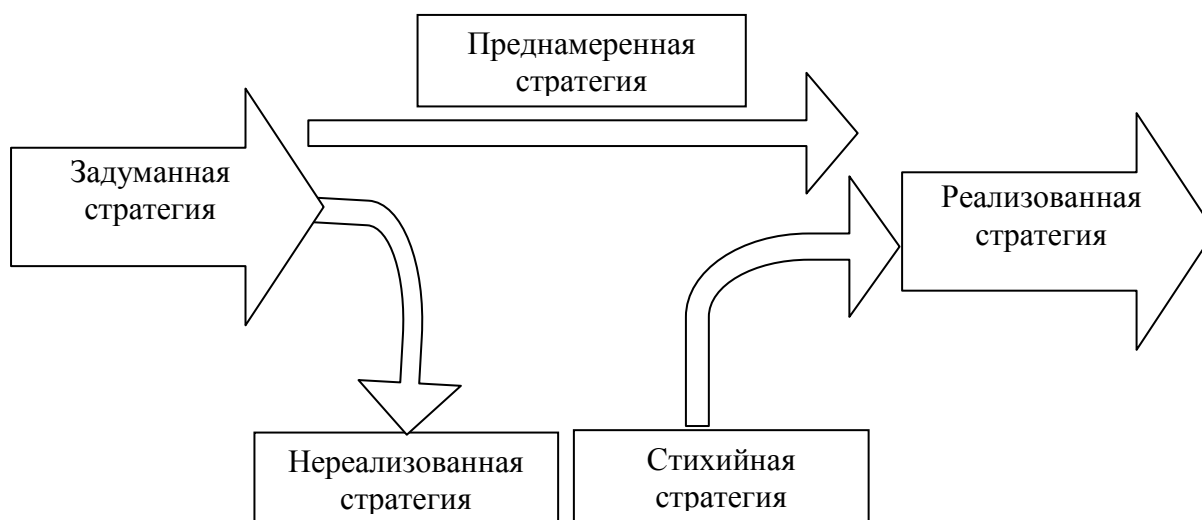 Преднамеренная
стратегия
Задуманная
стратегия
Реализованная
стратегия
Нереализованная
стратегия
Стихийная
стратегия